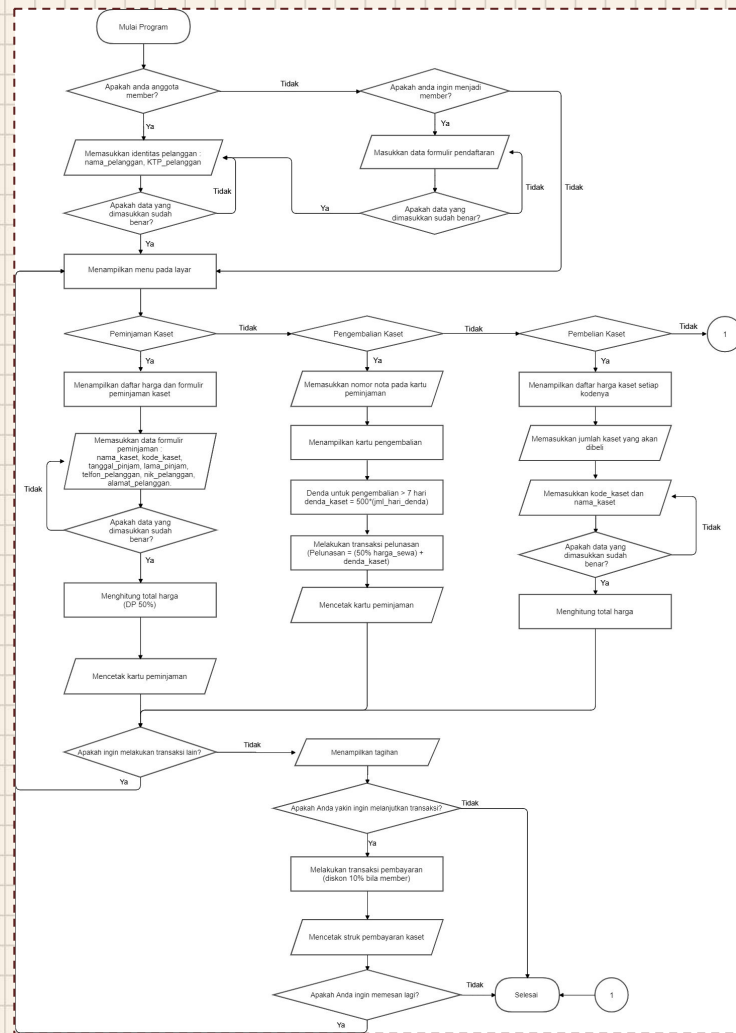 Mulai Program
Apakah anda anggota
member?
Tidak
Apakah anda ingin menjadi
member?
Ya
Ya
Memasukkan identitas pelanggan :
nama_pelanggan, KTP_pelanggan
Masukkan data formulir pendaftaran
Tidak
Tidak
Tidak
Apakah data yang
dimasukkan sudah
benar?
Ya
Apakah data yang
dimasukkan sudah benar?
Ya
Menampilkan menu pada layar
Peminjaman Kaset
Tidak
Pengembalian Kaset
Tidak
Pembelian Kaset
Tidak
1
Ya
Ya
Ya
Menampilkan daftar harga dan formulir
peminjaman kaset
Memasukkan nomor nota pada kartu
peminjaman
Menampilkan daftar harga kaset setiap
kodenya
Memasukkan data formulir
peminjaman :
nama_kaset, kode_kaset,
tanggal_pinjam, lama_pinjam,
telfon_pelanggan, nik_pelanggan,
alamat_pelanggan.
Menampilkan kartu pengembalian
Memasukkan jumlah kaset yang akan
dibeli
Tidak
Denda untuk pengembalian > 7 hari
denda_kaset = 500*(jml_hari_denda)
Memasukkan kode_kaset dan
nama_kaset
Tidak
Apakah data yang
dimasukkan sudah
benar?
Ya
Melakukan transaksi pelunasan
(Pelunasan = (50% harga_sewa) +
denda_kaset)
Apakah data yang
dimasukkan sudah
benar?
Ya
Menghitung total harga
(DP 50%)
Mencetak kartu peminjaman
Menghitung total harga
Mencetak kartu peminjaman
Apakah ingin melakukan transaksi lain?
Tidak
Menampilkan tagihan
Ya
Apakah Anda yakin ingin melanjutkan transaksi?
Tidak
Ya
Melakukan transaksi pembayaran
(diskon 10% bila member)
Mencetak struk pembayaran kaset
Apakah Anda ingin memesan lagi?
Tidak
Selesai
1
Ya